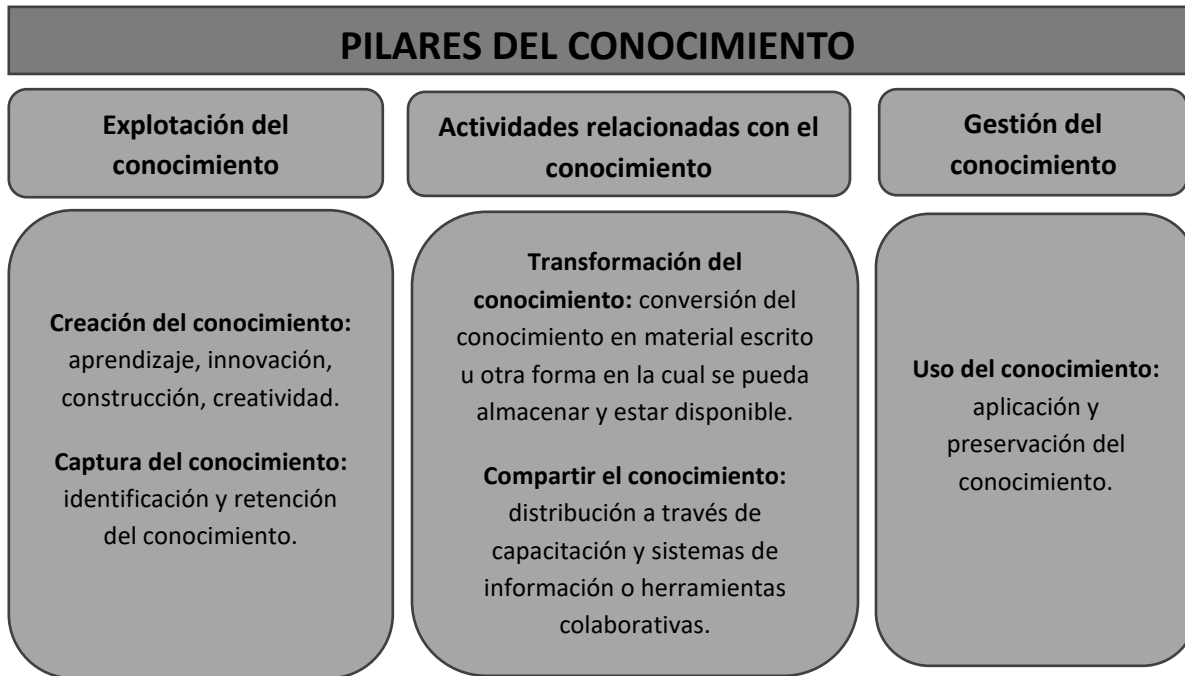 PILARES DEL CONOCIMIENTO
Explotación del
conocimiento
Actividades relacionadas con el
conocimiento
Gestión del
conocimiento
Creación del conocimiento:
aprendizaje, innovación,
construcción, creatividad.
Captura del conocimiento:
identificación y retención
del conocimiento.
Transformación del
conocimiento: conversión del
conocimiento en material escrito
u otra forma en la cual se pueda
almacenar y estar disponible.
Compartir el conocimiento:
distribución a través de
capacitación y sistemas de
información o herramientas
colaborativas.
Uso del conocimiento:
aplicación y
preservación del
conocimiento.